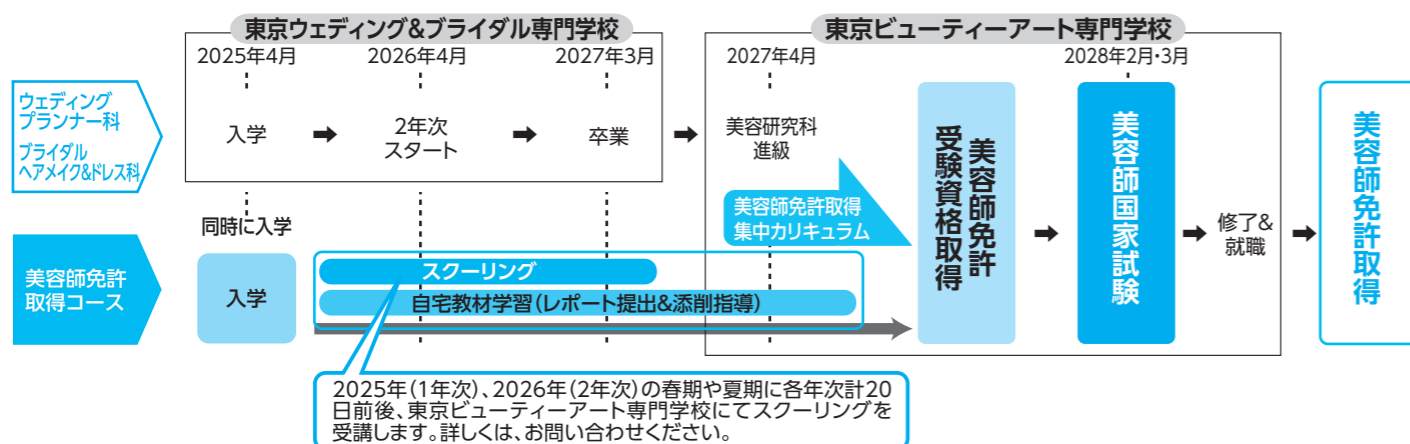 東京ウェディング&ブライダル専門学校
東京ビューティーアート専門学校
2025年4月
2026年4月
2027年3月
2027年4月
2028年2月・3月
ウェディング
プランナー科
ブライダル
ヘアメイク&ドレス科
入学
2年次
スタート
卒業
美容研究科
進級
美容師免許取得
集中カリキュラム
美容師免許
受験資格取得
美容師国家試験
修了&
就職
美容師免許取得
同時に入学
美容師免許
取得コース
入学
スクーリング
自宅教材学習(レポート提出&添削指導)
2025年(1年次)、2026年(2年次)の春期や夏期に各年次計20
日前後、東京ビューティーアート専門学校にてスクーリングを
受講します。詳しくは、お問い合わせください。